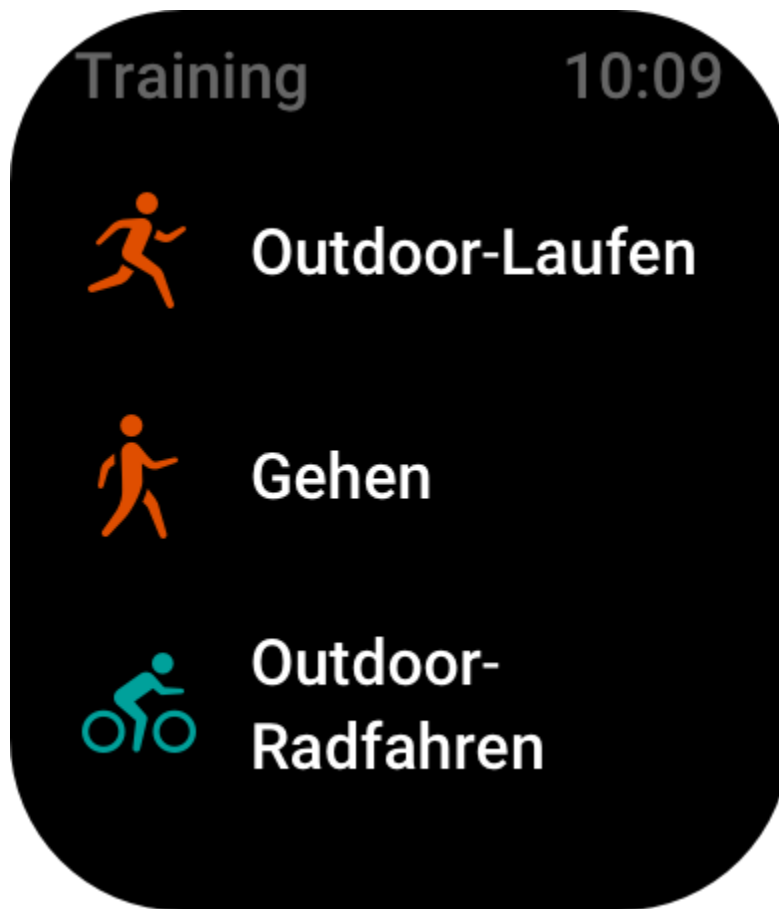 Training 10:09
Outdoor-Laufen
Gehen
Outdoor-
Radfahren